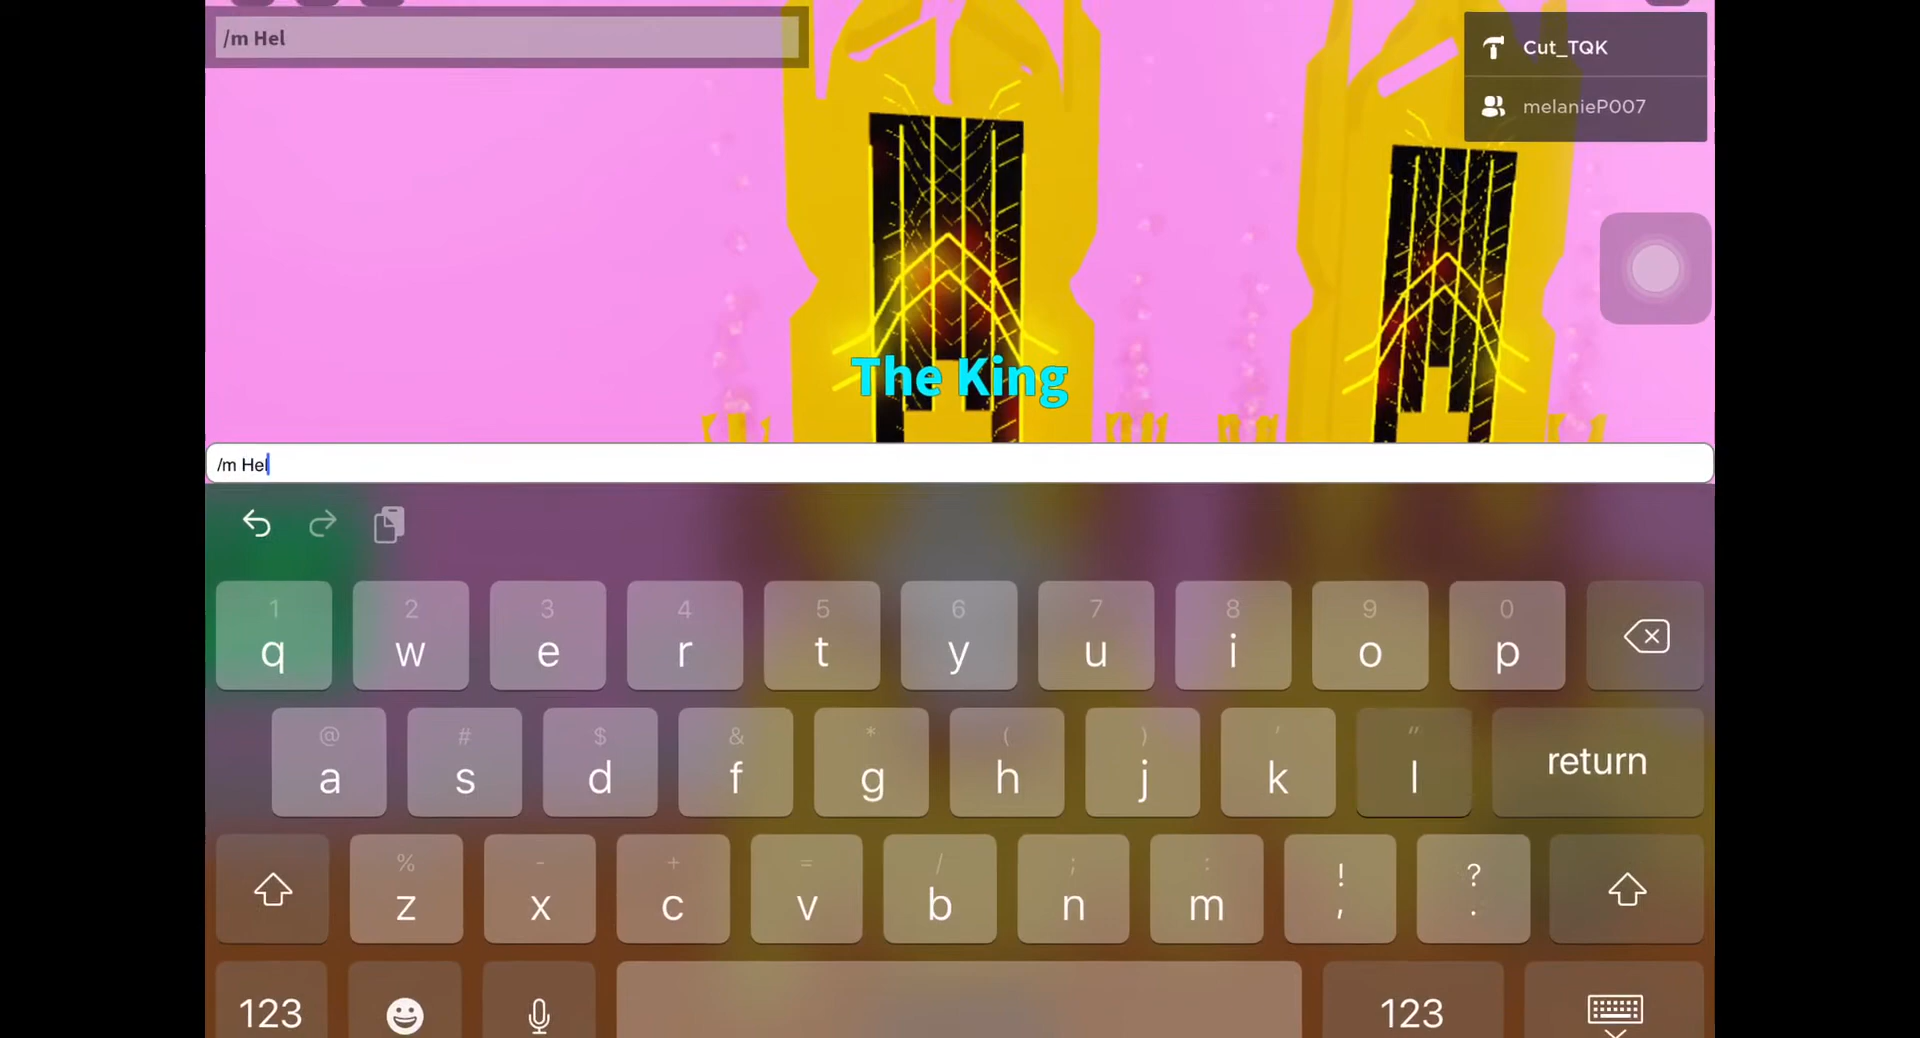 /m Hel
Cut_TQK
melanieP007
The King
/m Hel
1 2 3 4 5 6 7 8 9 0
q w e r t y u i o p
@ # $ & * ( ) ' "
a s d f g h j k l return
% - + = / ; : ! ?
z x c v b n m , .
123 123